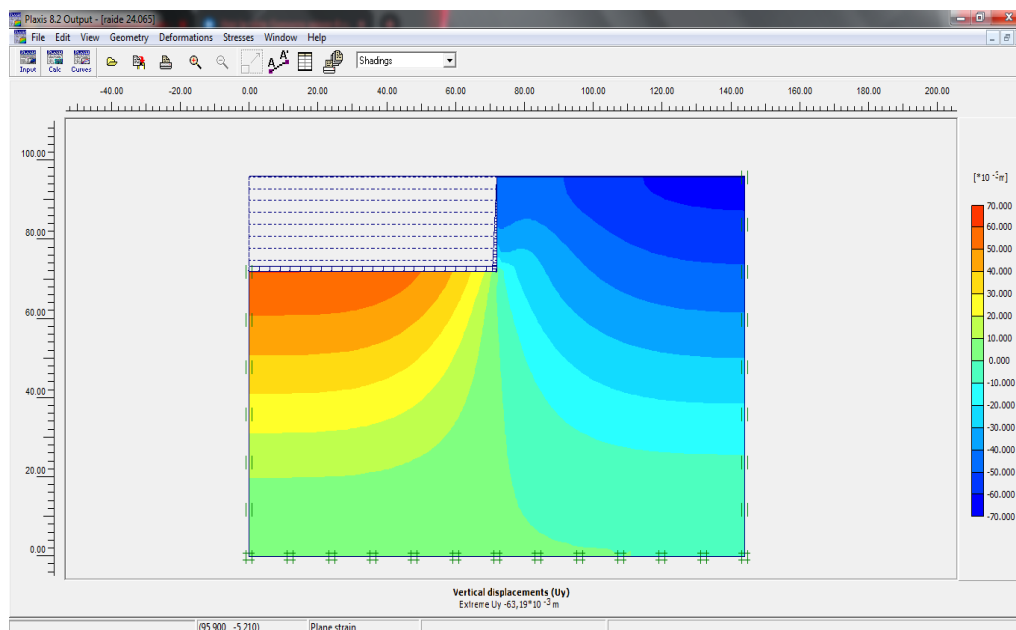 Plaxis 8.2 Output - [raide 24.065]
File Edit View Geometry Deformations Stresses Window Help
Input Calc Curves A A* Shadings
-40.00 -20.00 0.00 20.00 40.00 60.00 80.00 100.00 120.00 140.00 160.00 180.00 200.00
100.00
80.00
60.00
40.00
20.00
0.00
[*10 -3m]
70.000
60.000
50.000
40.000
30.000
20.000
10.000
0.000
-10.000
-20.000
-30.000
-40.000
-50.000
-60.000
-70.000
Vertical displacements (Uy)
Extreme Uy -63,19*10 -3 m
(95.900 -5.210) Plane strain